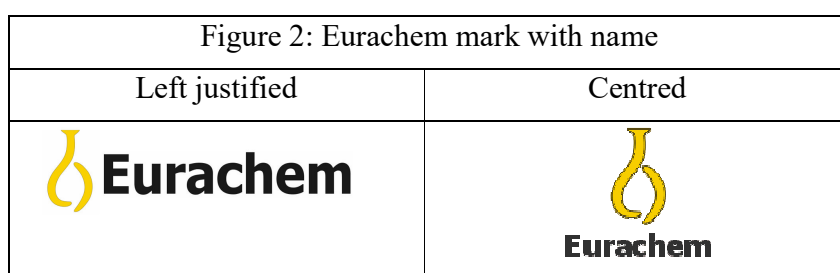 Figure 2: Eurachem mark with name
Left justified Centred
Eurachem
Eurachem